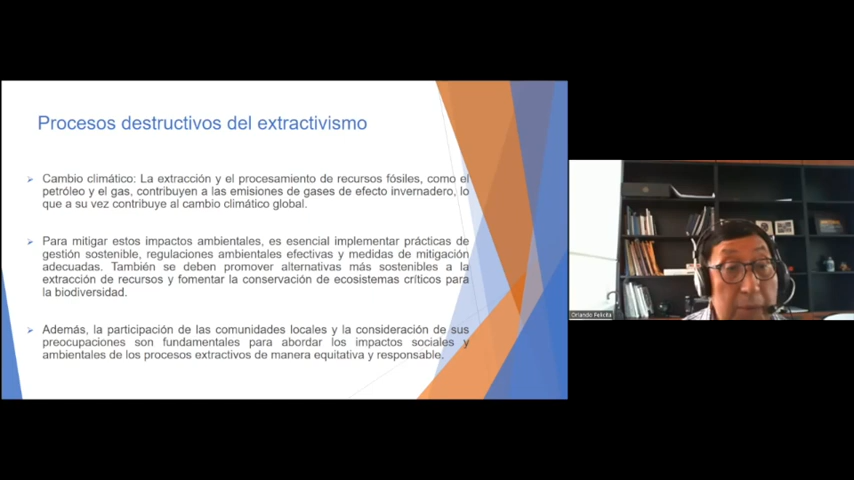 Procesos destructivos del extractivismo
Cambio climático: La extracción y el procesamiento de recursos fósiles, como el
petróleo y el gas, contribuyen a las emisiones de gases de efecto invernadero, lo
que a su vez contribuye al cambio climático global.
Para mitigar estos impactos ambientales, es esencial implementar prácticas de
gestión sostenible, regulaciones ambientales efectivas y medidas de mitigación
adecuadas. También se deben promover alternativas más sostenibles a la
extracción de recursos y fomentar la conservación de ecosistemas críticos para
la biodiversidad.
Además, la participación de las comunidades locales y la consideración de sus
preocupaciones son fundamentales para abordar los impactos sociales y
ambientales de los procesos extractivos de manera equitativa y responsable.
Orlando Felicita